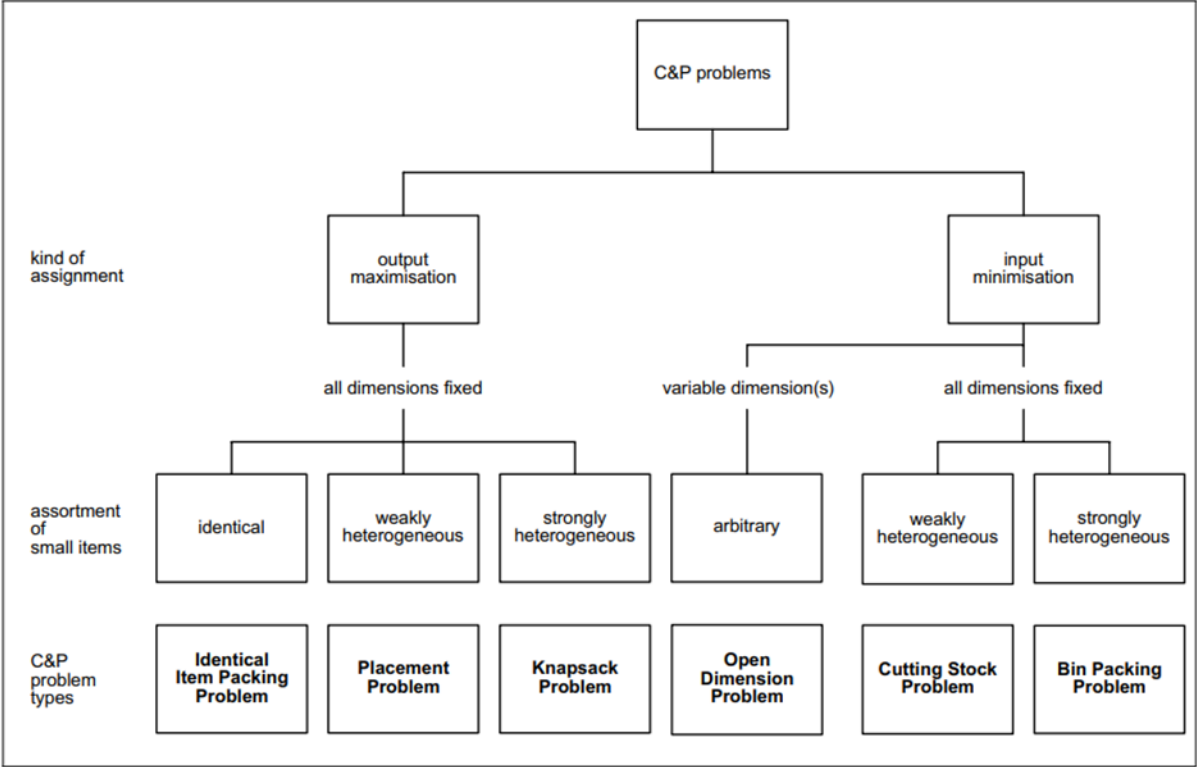 C&P problems
kind of
assignment
output
maximisation
input
minimisation
all dimensions fixed
variable dimension(s)
all dimensions fixed
assortment
of
small items
identical
weakly
heterogeneous
strongly
heterogeneous
arbitrary
weakly
heterogeneous
strongly
heterogeneous
C&P
problem
types
Identical
Item Packing
Problem
Placement
Problem
Knapsack
Problem
Open
Dimension
Problem
Cutting Stock
Problem
Bin Packing
Problem